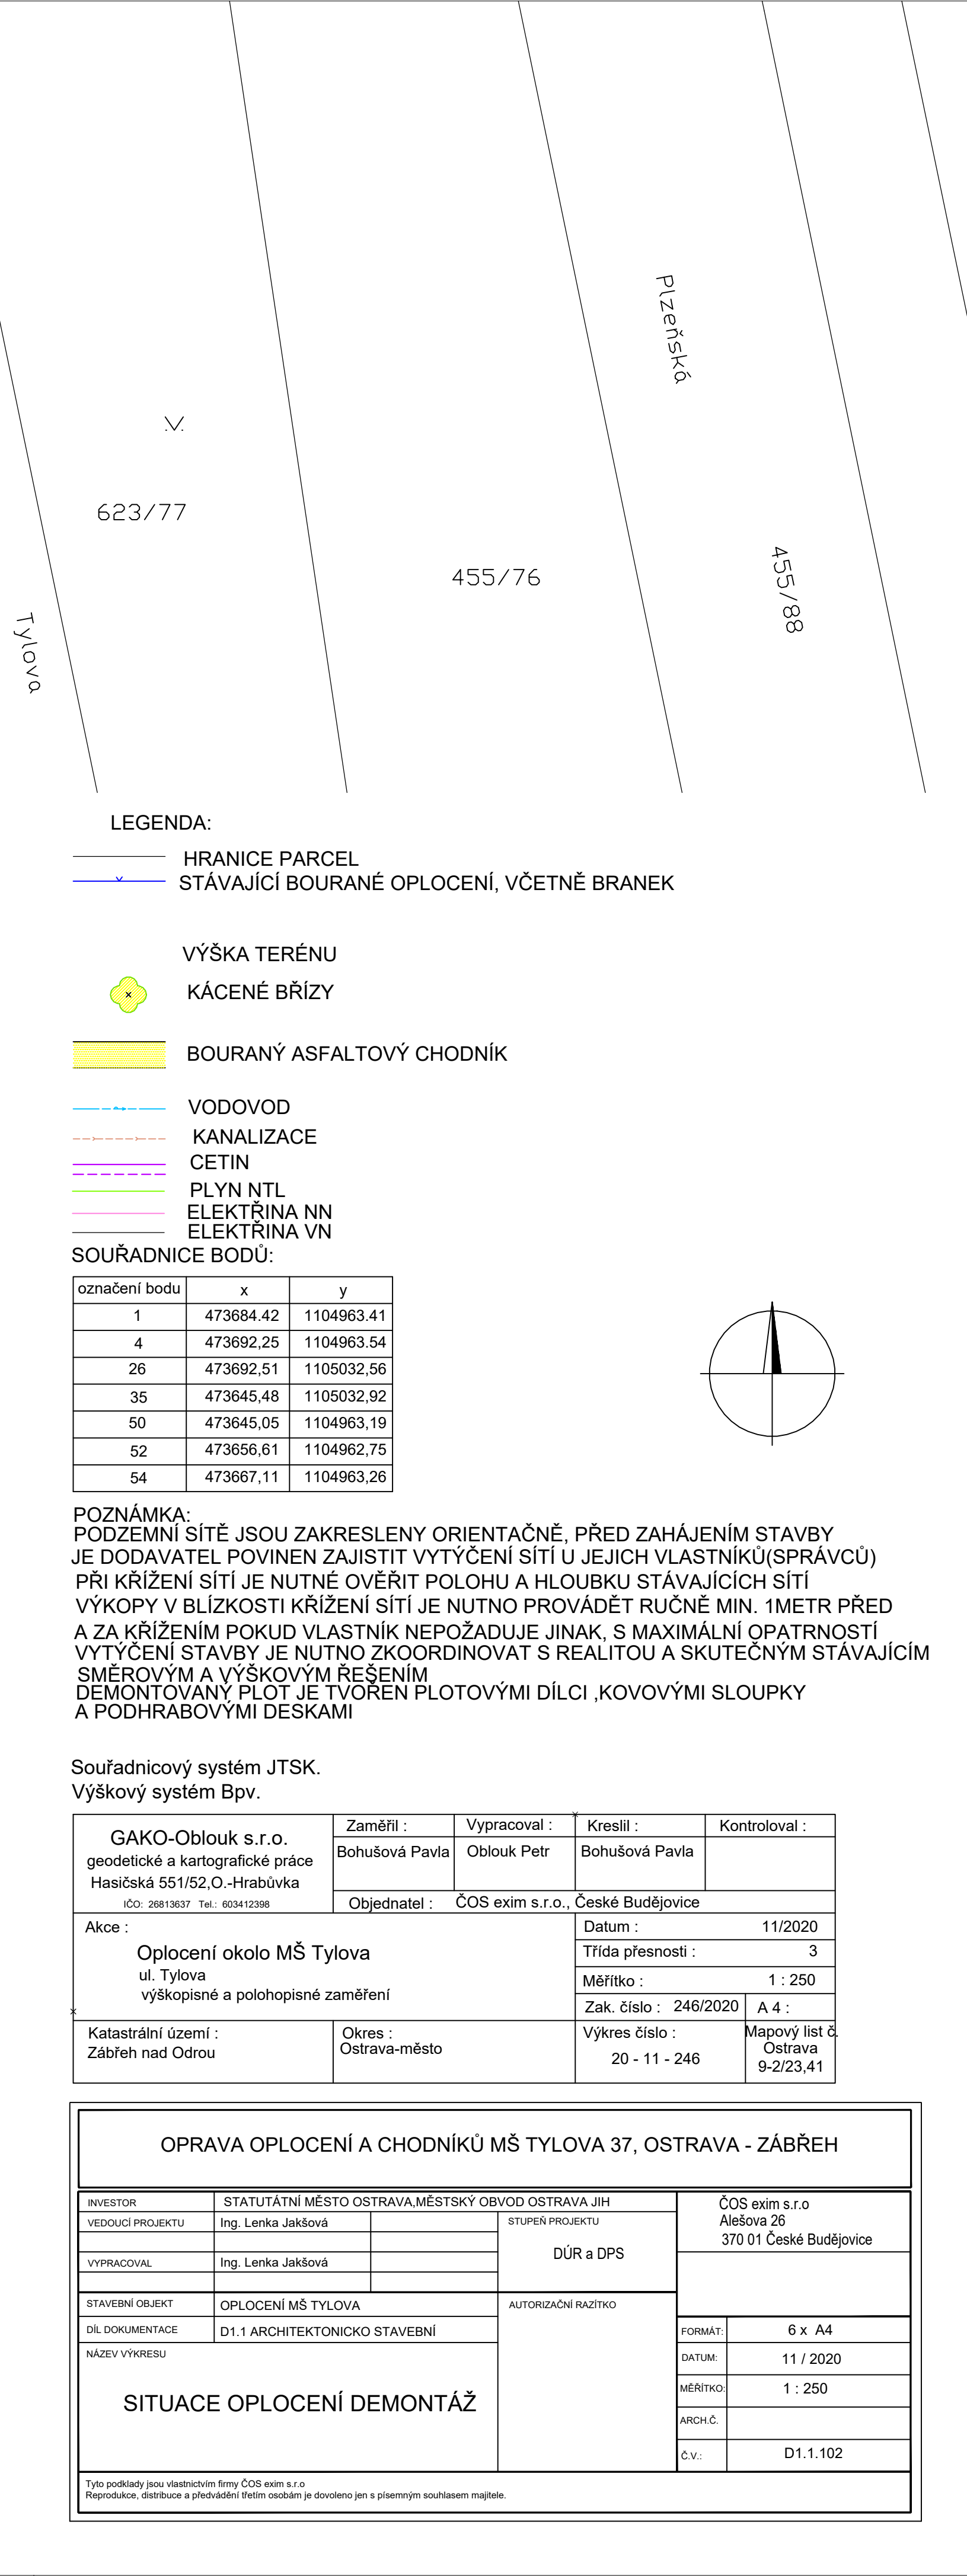 Plzeňská
623/77
455/76
455/88
Tylova
LEGENDA:
HRANICE PARCEL
STÁVAJÍCÍ BOURANÉ OPLOCENÍ, VČETNĚ BRANEK
VÝŠKA TERÉNU
KÁCENÉ BŘÍZY
BOURANÝ ASFALTOVÝ CHODNÍK
VODOVOD
KANALIZACE
CETIN
PLYN NTL
ELEKTŘINA NN
ELEKTŘINA VN
SOUŘADNICE BODŮ:
označení bodu x y
1 473684.42 1104963.41
4 473692,25 1104963.54
26 473692,51 1105032,56
35 473645,48 1105032,92
50 473645,05 1104963,19
52 473656,61 1104962,75
54 473667,11 1104963,26
POZNÁMKA:
PODZEMNÍ SÍTĚ JSOU ZAKRESLENY ORIENTAČNĚ, PŘED ZAHÁJENÍM STAVBY
JE DODAVATEL POVINEN ZAJISTIT VYTÝČENÍ SÍTÍ U JEJICH VLASTNÍKŮ(SPRÁVCŮ)
PŘI KŘÍŽENÍ SÍTÍ JE NUTNÉ OVĚŘIT POLOHU A HLOUBKU STÁVAJÍCÍCH SÍTÍ
VÝKOPY V BLÍZKOSTI KŘÍŽENÍ SÍTÍ JE NUTNO PROVÁDĚT RUČNĚ MIN. 1METR PŘED
A ZA KŘÍŽENÍM POKUD VLASTNÍK NEPOŽADUJE JINAK, S MAXIMÁLNÍ OPATRNOSTÍ
VYTÝČENÍ STAVBY JE NUTNO ZKOORDINOVAT S REALITOU A SKUTEČNÝM STÁVAJÍCÍM
SMĚROVÝM A VÝŠKOVÝM ŘEŠENÍM
DEMONTOVANÝ PLOT JE TVOŘEN PLOTOVÝMI DÍLCI ,KOVOVÝMI SLOUPKY
A PODHRABOVÝMI DESKAMI
Souřadnicový systém JTSK.
Výškový systém Bpv.
GAKO-Oblouk s.r.o.
geodetické a kartografické práce
Hasičská 551/52,O.-Hrabůvka
IČO: 26813637 Tel.: 603412398
Zaměřil : Vypracoval : Kreslil : Kontroloval :
Bohušová Pavla Oblouk Petr Bohušová Pavla
Objednatel : ČOS exim s.r.o., České Budějovice
Akce :
Oplocení okolo MŠ Tylova
ul. Tylova
výškopisné a polohopisné zaměření
Datum : 11/2020
Třída přesnosti : 3
Měřítko : 1 : 250
Zak. číslo : 246/2020 A 4 :
Katastrální území :
Zábřeh nad Odrou
Okres :
Ostrava-město
Výkres číslo :
20 - 11 - 246
Mapový list č.
Ostrava
9-2/23,41
OPRAVA OPLOCENÍ A CHODNÍKŮ MŠ TYLOVA 37, OSTRAVA - ZÁBŘEH
INVESTOR STATUTÁTNÍ MĚSTO OSTRAVA,MĚSTSKÝ OBVOD OSTRAVA JIH
VEDOUCÍ PROJEKTU Ing. Lenka Jakšová
VYPRACOVAL Ing. Lenka Jakšová
STUPEŇ PROJEKTU
DÚR a DPS
ČOS exim s.r.o
Alešova 26
370 01 České Budějovice
STAVEBNÍ OBJEKT OPLOCENÍ MŠ TYLOVA
DÍL DOKUMENTACE D1.1 ARCHITEKTONICKO STAVEBNÍ
AUTORIZAČNÍ RAZÍTKO
NÁZEV VÝKRESU
SITUACE OPLOCENÍ DEMONTÁŽ
FORMÁT: 6 x A4
DATUM: 11 / 2020
MĚŘÍTKO: 1 : 250
ARCH.Č.
Č.V.: D1.1.102
Tyto podklady jsou vlastnictvím firmy ČOS exim s.r.o
Reprodukce, distribuce a předvádění třetím osobám je dovoleno jen s písemným souhlasem majitele.